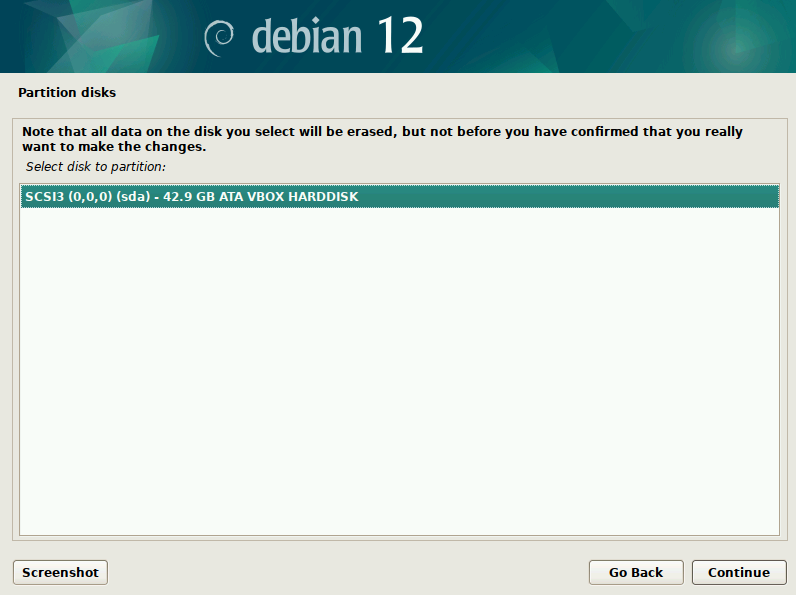 debian 12
Partition disks
Note that all data on the disk you select will be erased, but not before you have confirmed that you really
want to make the changes.
Select disk to partition:
SCSI3 (0,0,0) (sda) - 42.9 GB ATA VBOX HARDDISK
Screenshot
Go Back
Continue